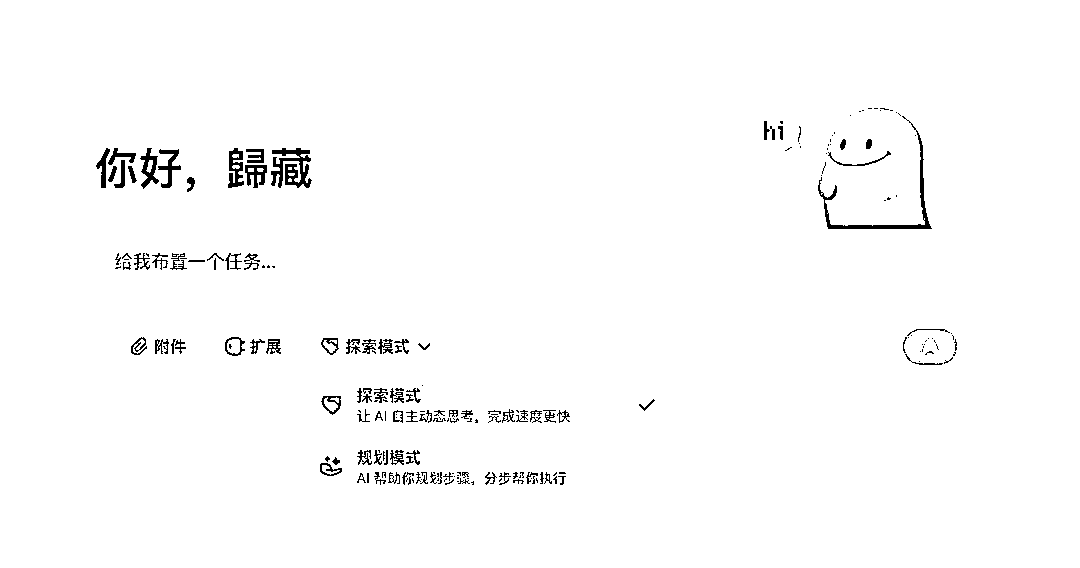 hi
你好，歸藏
给我布置一个任务...
附件 扩展 探索模式
探索模式
让 AI 自主动态思考，完成速度更快
规划模式
AI 帮助你规划步骤，分步帮你执行